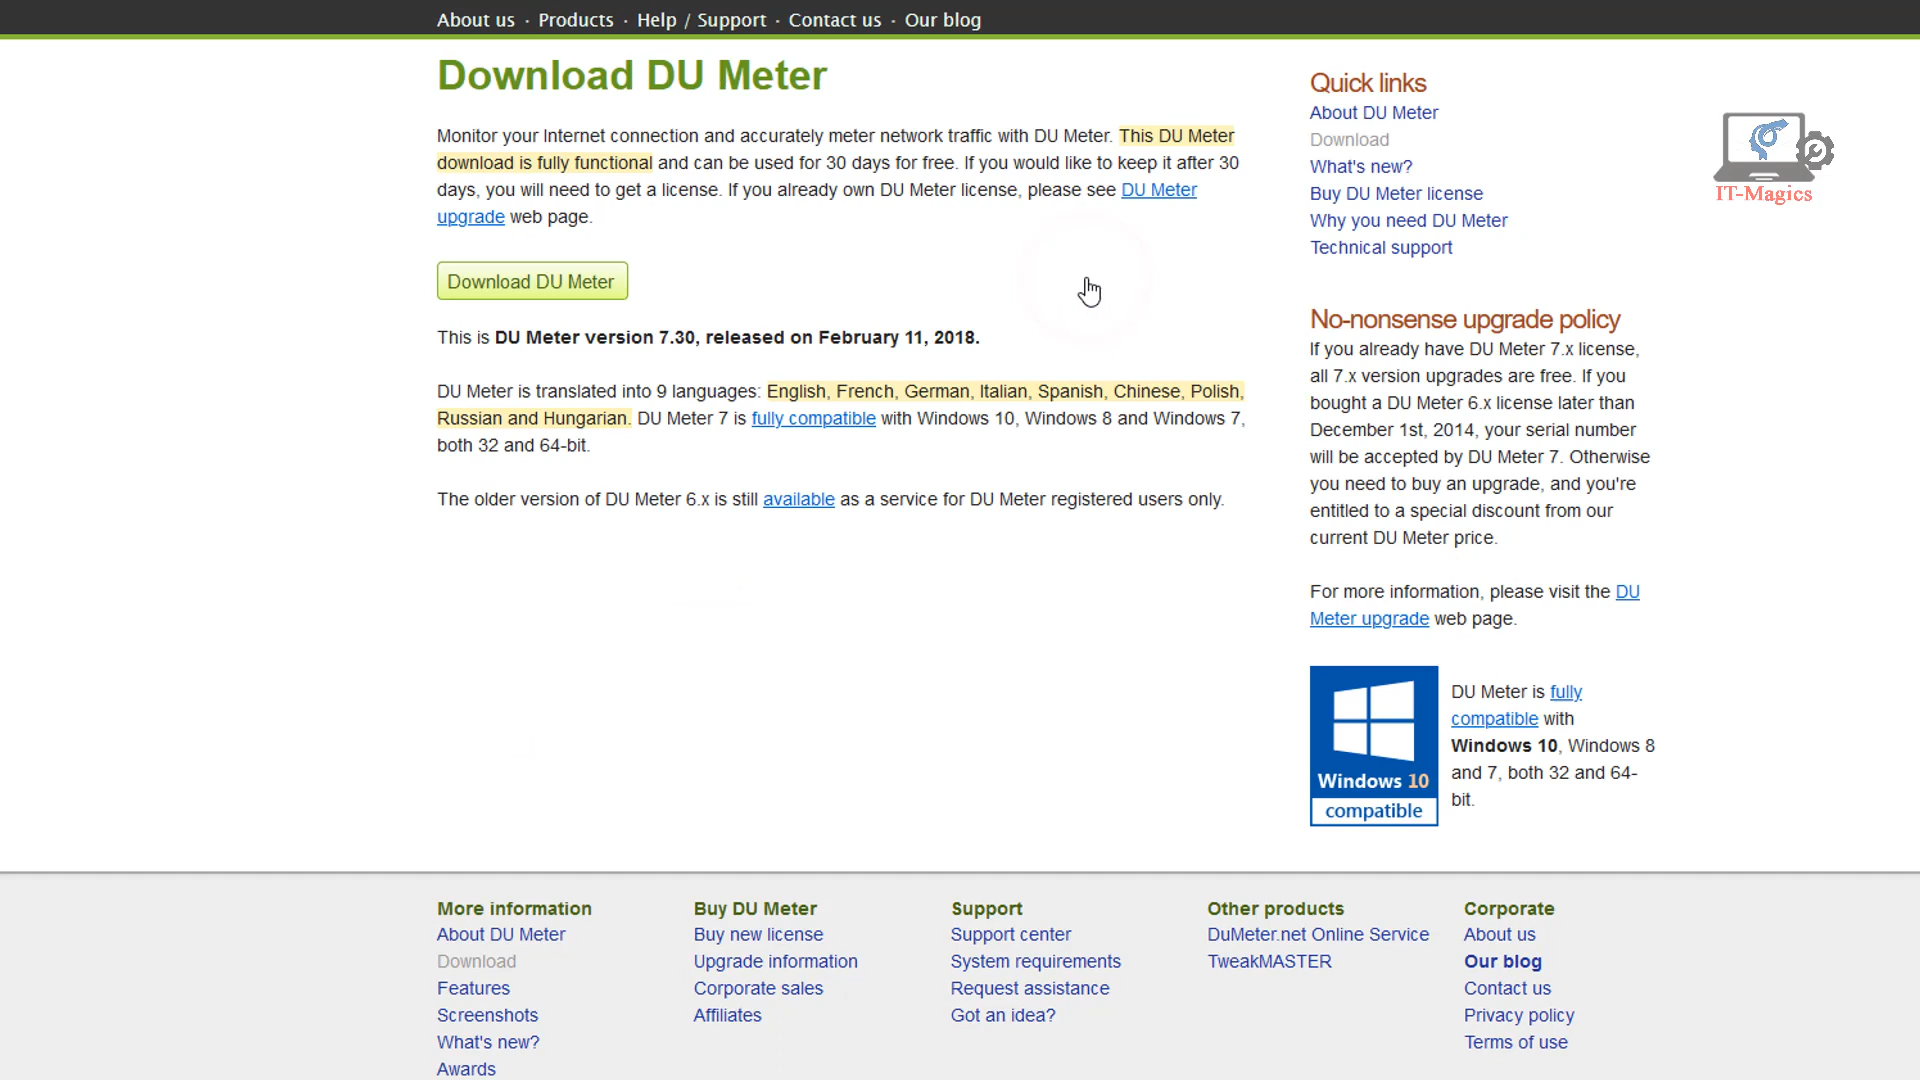 About us · Products · Help / Support · Contact us · Our blog
Download DU Meter
Monitor your Internet connection and accurately meter network traffic with DU Meter. This DU Meter
download is fully functional and can be used for 30 days for free. If you would like to keep it after 30
days, you will need to get a license. If you already own DU Meter license, please see DU Meter
upgrade web page.
Download DU Meter
This is DU Meter version 7.30, released on February 11, 2018.
DU Meter is translated into 9 languages: English, French, German, Italian, Spanish, Chinese, Polish,
Russian and Hungarian. DU Meter 7 is fully compatible with Windows 10, Windows 8 and Windows 7,
both 32 and 64-bit.
The older version of DU Meter 6.x is still available as a service for DU Meter registered users only.
Quick links
About DU Meter
Download
What's new?
Buy DU Meter license
Why you need DU Meter
Technical support
IT-Magics
No-nonsense upgrade policy
If you already have DU Meter 7.x license,
all 7.x version upgrades are free. If you
bought a DU Meter 6.x license later than
December 1st, 2014, your serial number
will be accepted by DU Meter 7. Otherwise
you need to buy an upgrade, and you're
entitled to a special discount from our
current DU Meter price.
For more information, please visit the DU
Meter upgrade web page.
Windows 10
compatible
DU Meter is fully
compatible with
Windows 10, Windows 8
and 7, both 32 and 64-
bit.
More information
About DU Meter
Download
Features
Screenshots
What's new?
Awards
Buy DU Meter
Buy new license
Upgrade information
Corporate sales
Affiliates
Support
Support center
System requirements
Request assistance
Got an idea?
Other products
DuMeter.net Online Service
TweakMASTER
Corporate
About us
Our blog
Contact us
Privacy policy
Terms of use